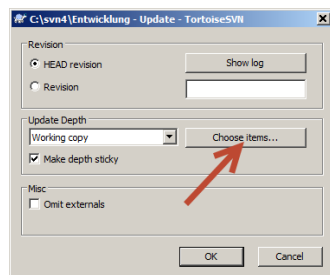 C:\svn4\Entwicklung - Update - TortoiseSVN
Revision
HEAD revision
Show log
Revision
Update Depth
Working copy
Choose items...
Make depth sticky
Misc
Omit externals
OK
Cancel